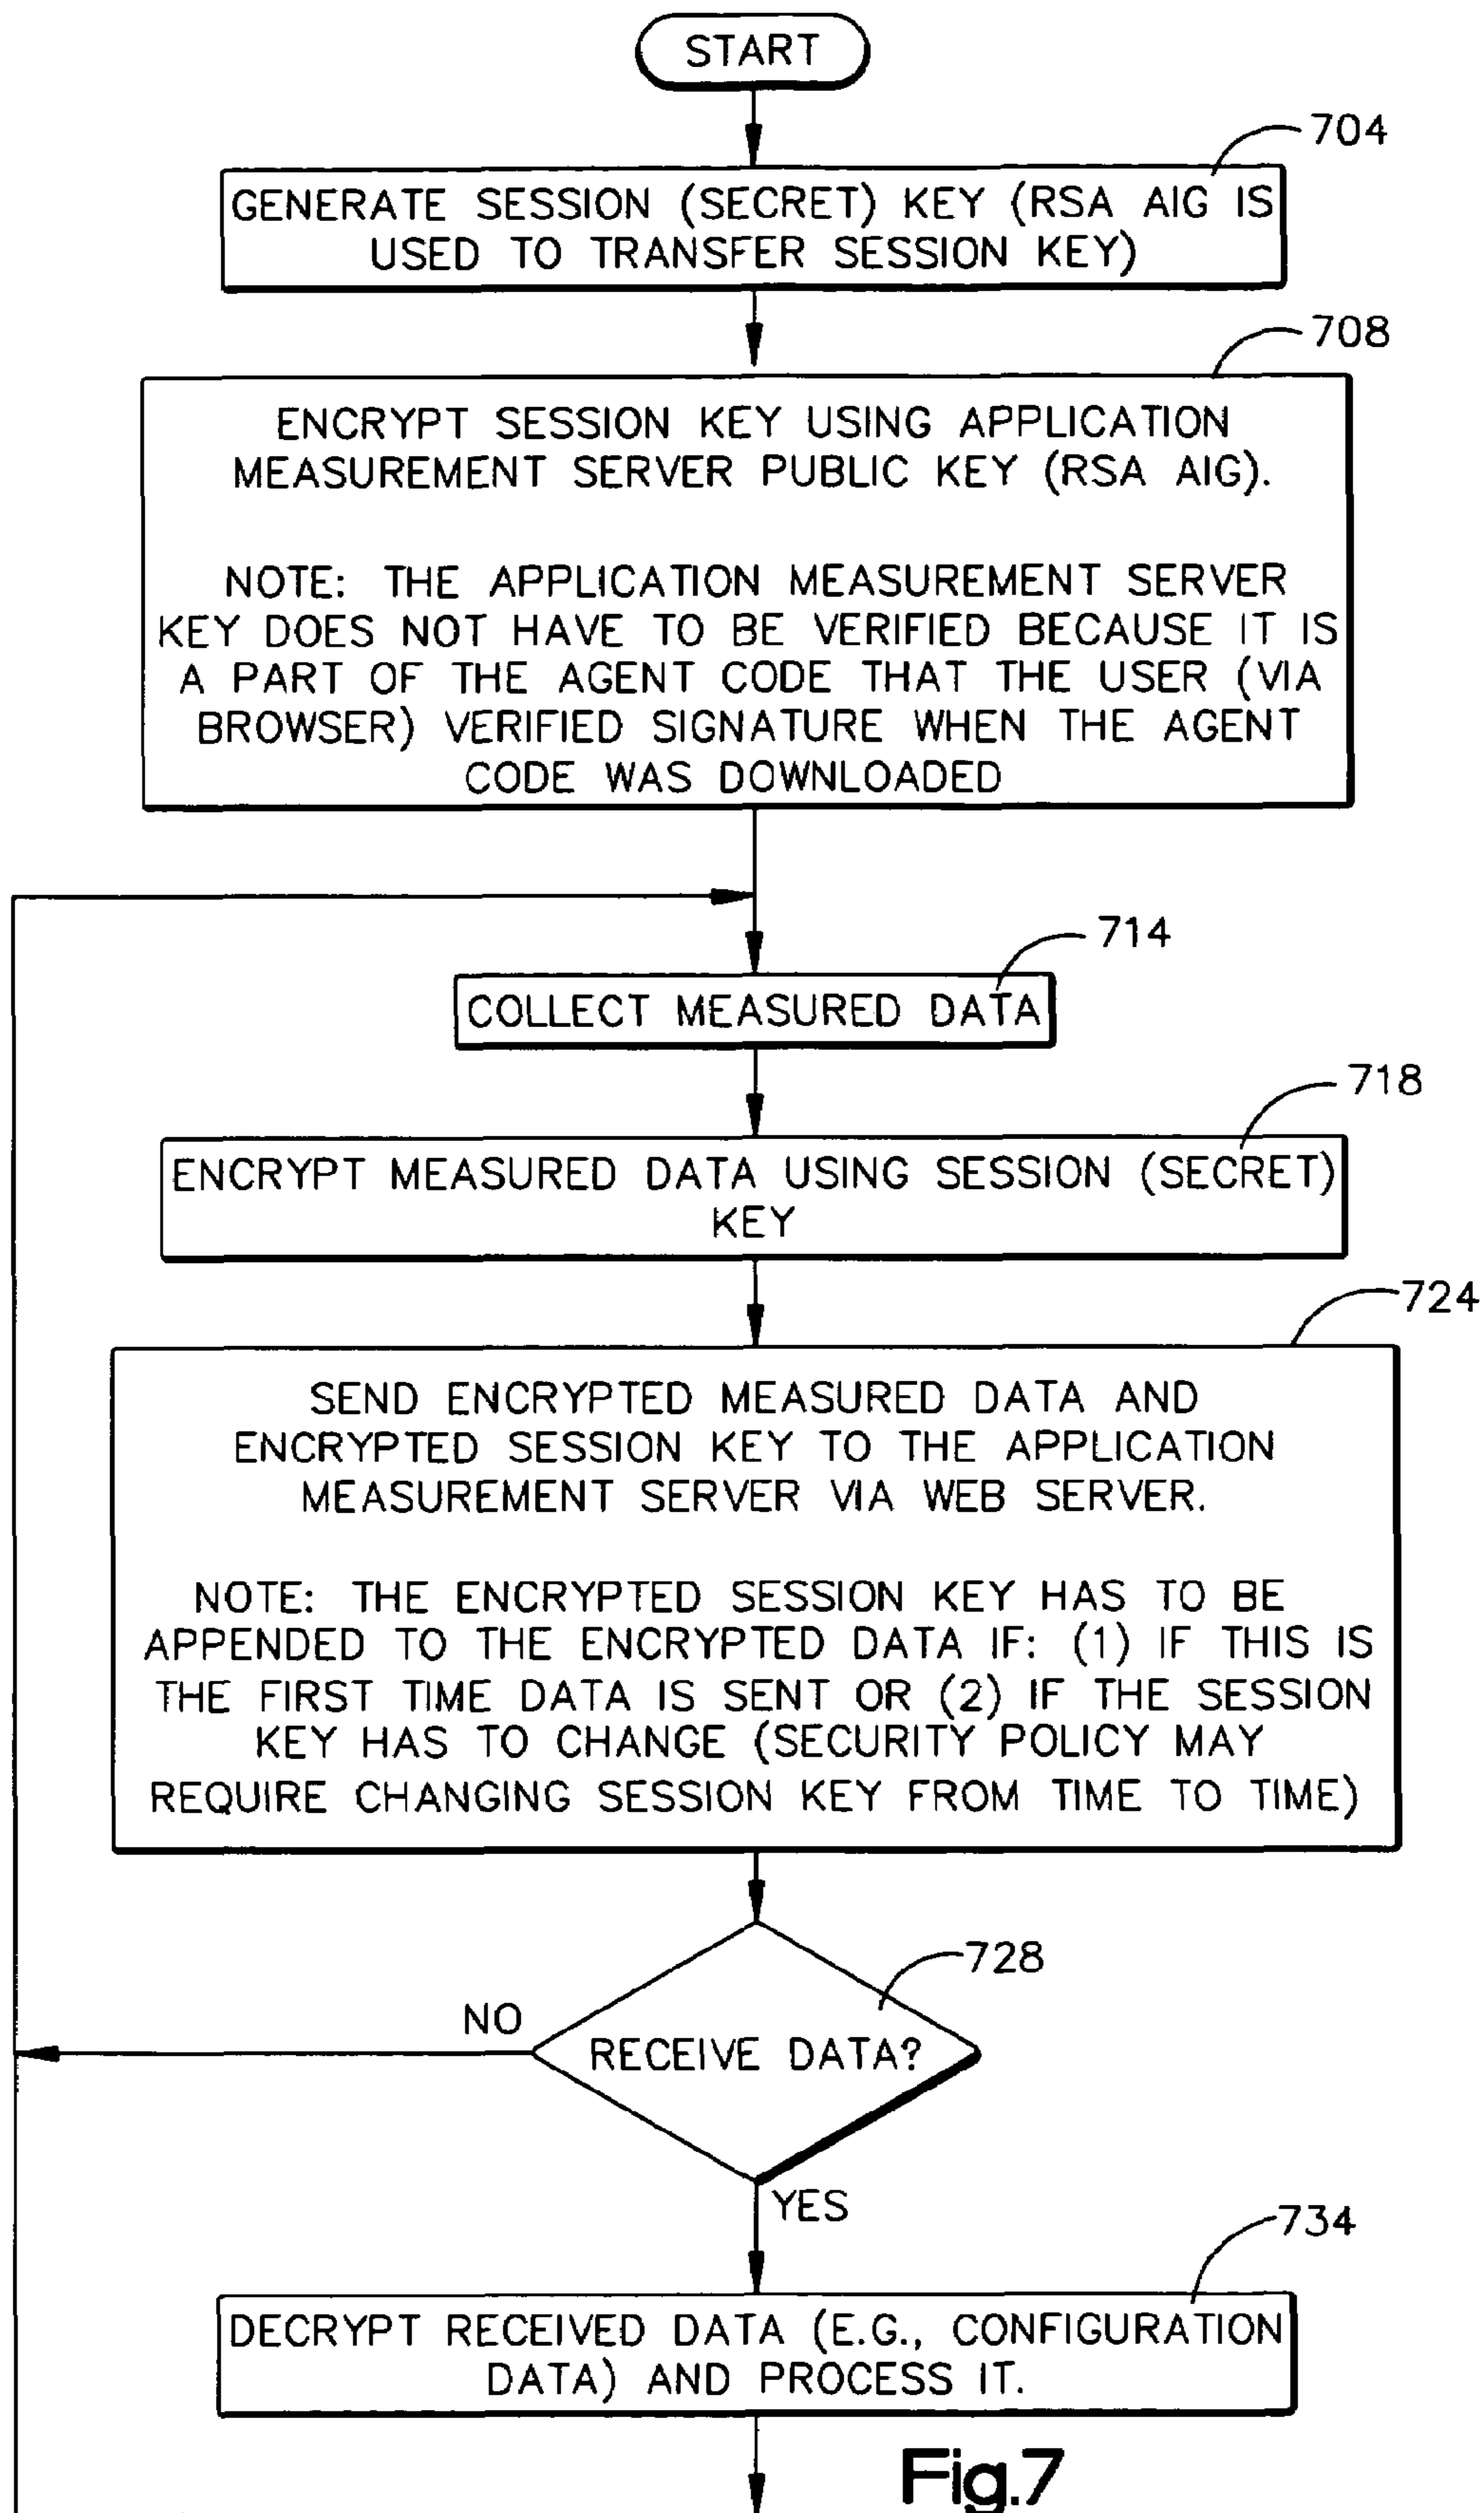 START
704
GENERATE SESSION (SECRET) KEY (RSA AIG IS
USED TO TRANSFER SESSION KEY)
708
ENCRYPT SESSION KEY USING APPLICATION
MEASUREMENT SERVER PUBLIC KEY (RSA AIG).
NOTE: THE APPLICATION MEASUREMENT SERVER
KEY DOES NOT HAVE TO BE VERIFIED BECAUSE IT IS
A PART OF THE AGENT CODE THAT THE USER (VIA
BROWSER) VERIFIED SIGNATURE WHEN THE AGENT
CODE WAS DOWNLOADED
714
COLLECT MEASURED DATA
718
ENCRYPT MEASURED DATA USING SESSION (SECRET)
KEY
724
SEND ENCRYPTED MEASURED DATA AND
ENCRYPTED SESSION KEY TO THE APPLICATION
MEASUREMENT SERVER VIA WEB SERVER.
NOTE: THE ENCRYPTED SESSION KEY HAS TO BE
APPENDED TO THE ENCRYPTED DATA IF: (1) IF THIS IS
THE FIRST TIME DATA IS SENT OR (2) IF THE SESSION
KEY HAS TO CHANGE (SECURITY POLICY MAY
REQUIRE CHANGING SESSION KEY FROM TIME TO TIME)
728
NO
RECEIVE DATA?
YES
734
DECRYPT RECEIVED DATA (E.G., CONFIGURATION
DATA) AND PROCESS IT.
Fig.7